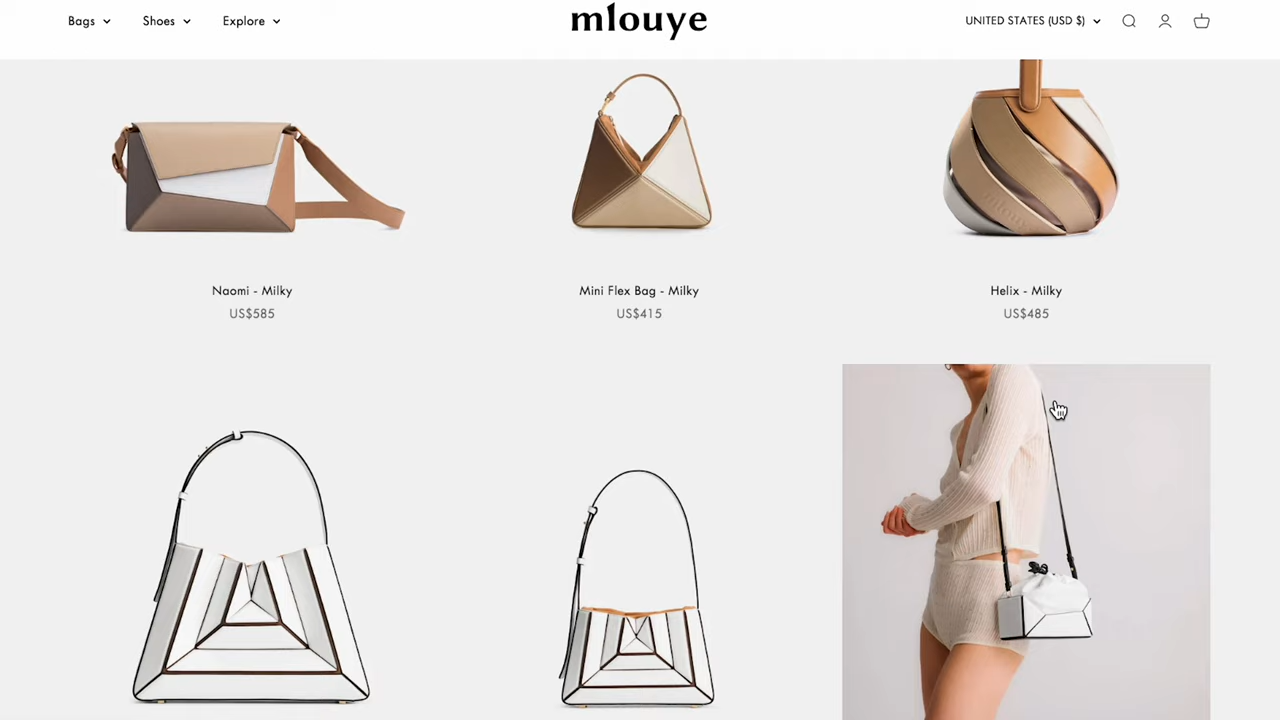 Bags
Shoes
Explore
mlouye
UNITED STATES (USD $)
mlouye
Naomi - Milky
US$585
Mini Flex Bag - Milky
US$415
Helix - Milky
US$485